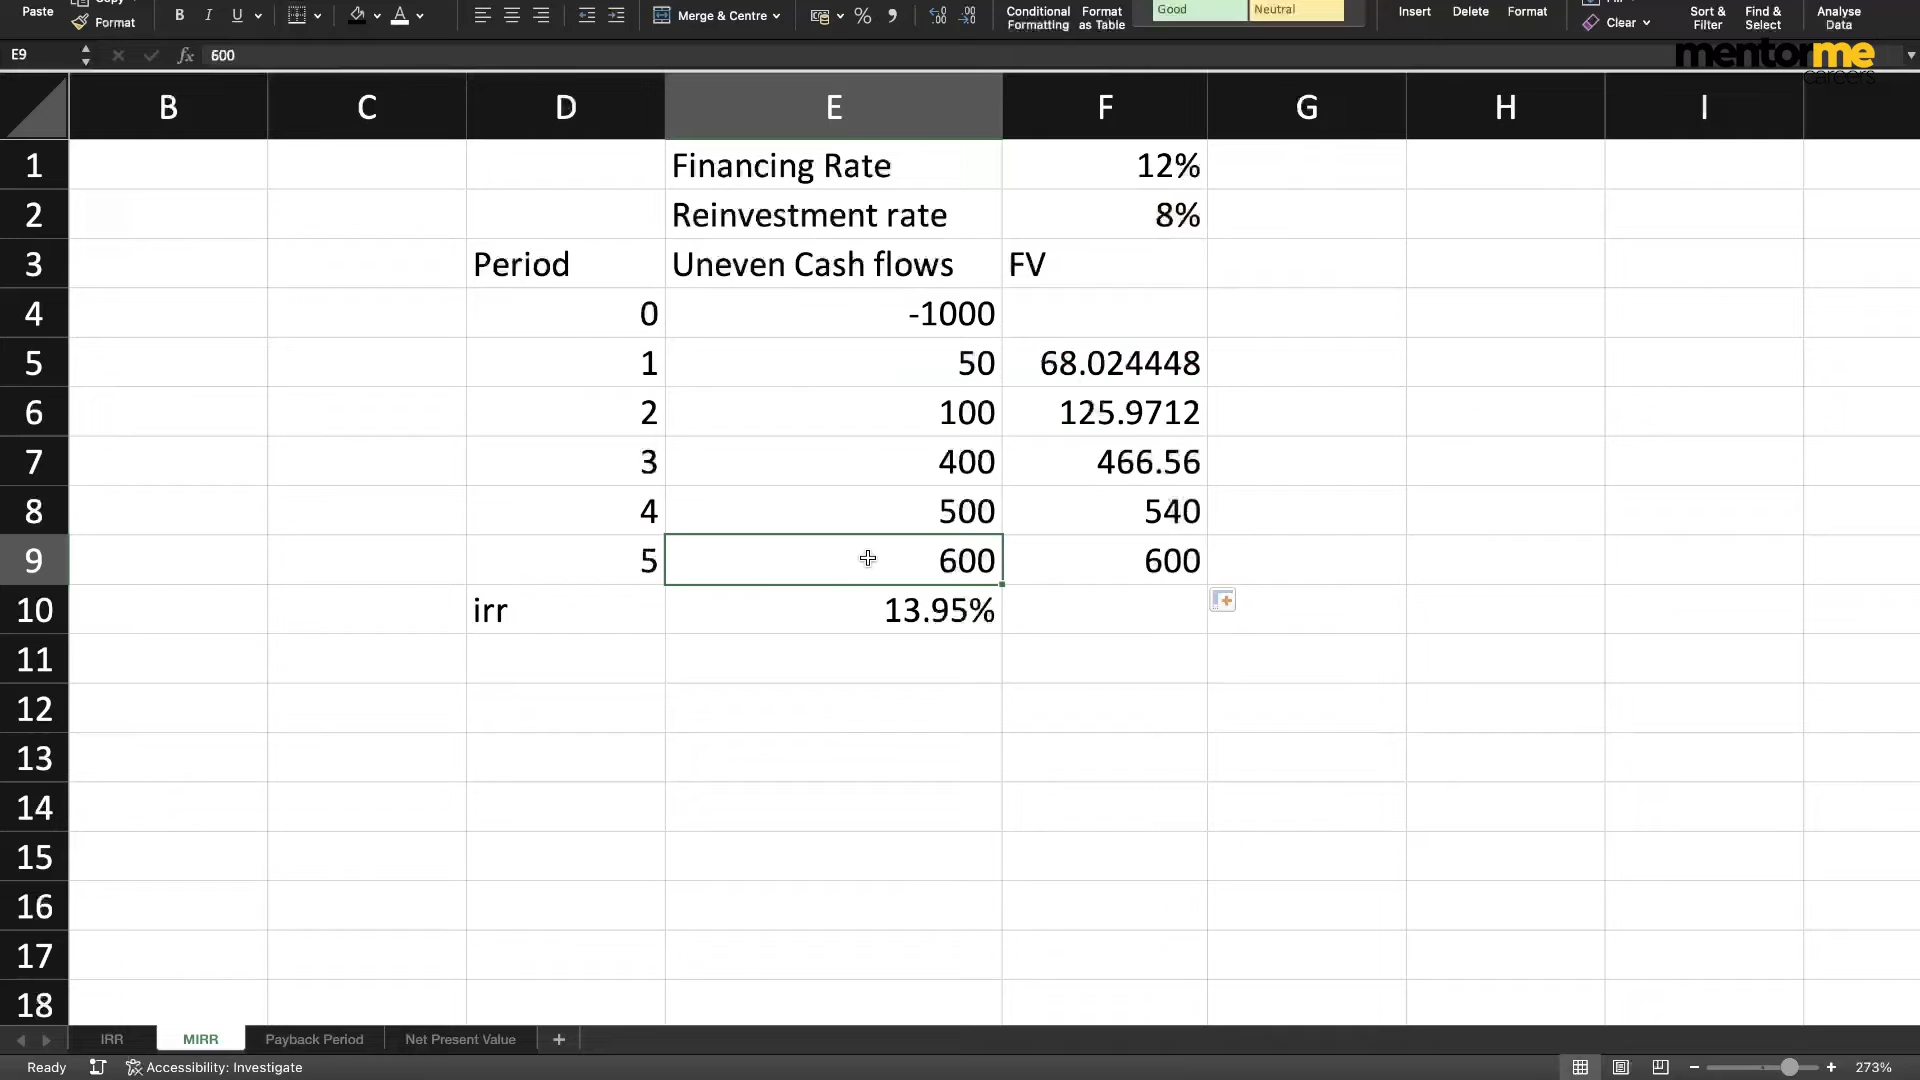 Paste
Format
B I U
Merge & Centre
%
Conditional Formatting
Format as Table
Good
Neutral
Insert
Delete
Format
Clear
Sort & Filter
Find & Select
Analyse Data
mentorme
careers
E9
fx
600
B C D E F G H I
1 Financing Rate 12%
2 Reinvestment rate 8%
3 Period Uneven Cash flows FV
4 0 -1000
5 1 50 68.024448
6 2 100 125.9712
7 3 400 466.56
8 4 500 540
9 5 600 600
10 irr 13.95%
11
12
13
14
15
16
17
18
IRR
MIRR
Payback Period
Net Present Value
Ready
Accessibility: Investigate
273%